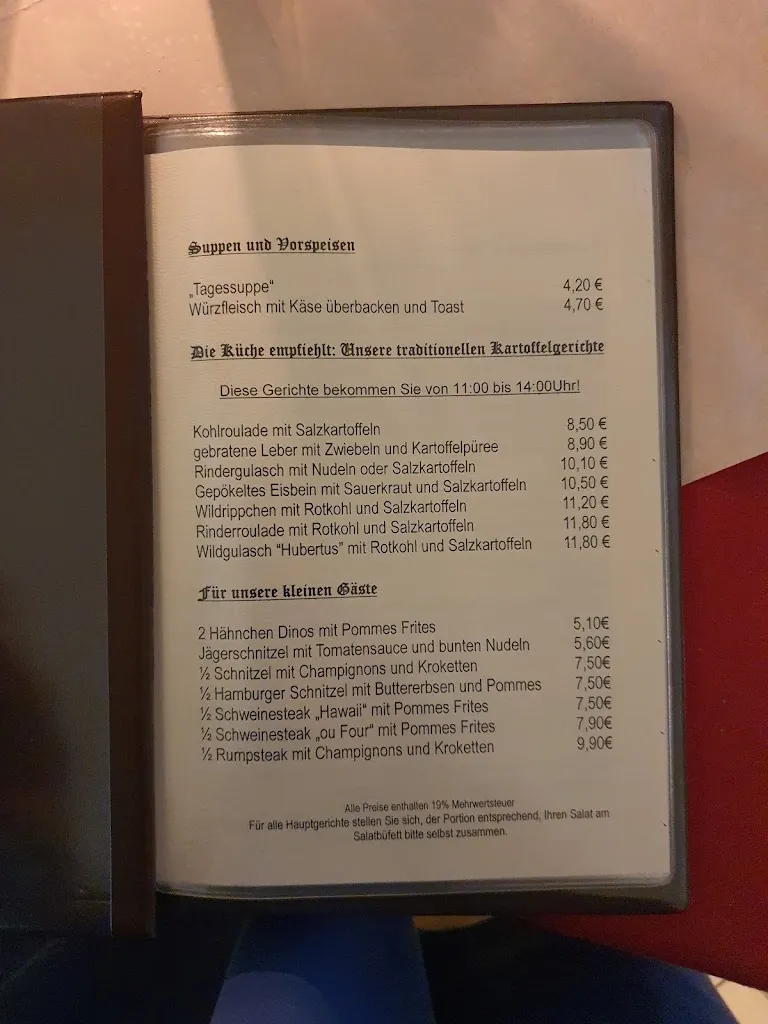 Suppen und Vorspeisen
„Tagessuppe“ 4,20 €
Würzfleisch mit Käse überbacken und Toast 4,70 €
Die Küche empfiehlt: Unsere traditionellen Kartoffelgerichte
Diese Gerichte bekommen Sie von 11:00 bis 14:00Uhr!
Kohlroulade mit Salzkartoffeln 8,50 €
gebratene Leber mit Zwiebeln und Kartoffelpüree 8,90 €
Rindergulasch mit Nudeln oder Salzkartoffeln 10,10 €
Gepökeltes Eisbein mit Sauerkraut und Salzkartoffeln 10,50 €
Wildrippchen mit Rotkohl und Salzkartoffeln 11,20 €
Rinderroulade mit Rotkohl und Salzkartoffeln 11,80 €
Wildgulasch “Hubertus” mit Rotkohl und Salzkartoffeln 11,80 €
Für unsere kleinen Gäste
2 Hähnchen Dinos mit Pommes Frites 5,10€
Jägerschnitzel mit Tomatensauce und bunten Nudeln 5,60€
½ Schnitzel mit Champignons und Kroketten 7,50€
½ Hamburger Schnitzel mit Buttererbsen und Pommes 7,50€
½ Schweinesteak „Hawaii“ mit Pommes Frites 7,50€
½ Schweinesteak „ou Four“ mit Pommes Frites 7,90€
½ Rumpsteak mit Champignons und Kroketten 9,90€
Alle Preise enthalten 19% Mehrwertsteuer
Für alle Hauptgerichte stellen Sie sich, der Portion entsprechend, Ihren Salat am
Salatbüfett bitte selbst zusammen.